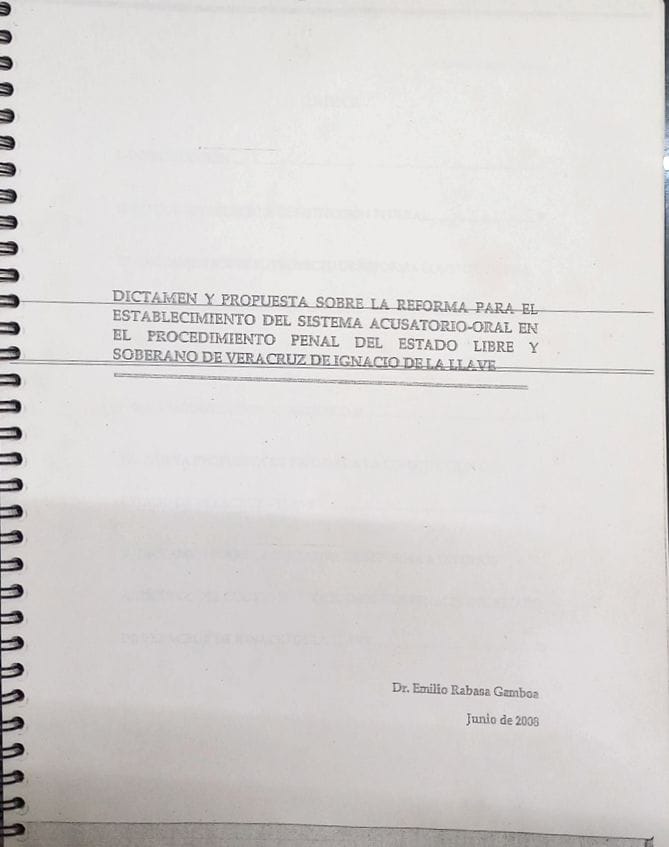 DICTAMEN Y PROPUESTA SOBRE LA REFORMA PARA EL
ESTABLECIMIENTO DEL SISTEMA ACUSATORIO-ORAL EN
EL PROCEDIMIENTO PENAL DEL ESTADO LIBRE Y
SOBERANO DE VERACRUZ DE IGNACIO DE LA LLAVE
Dr. Emilio Rabasa Gamboa
Junio de 2008